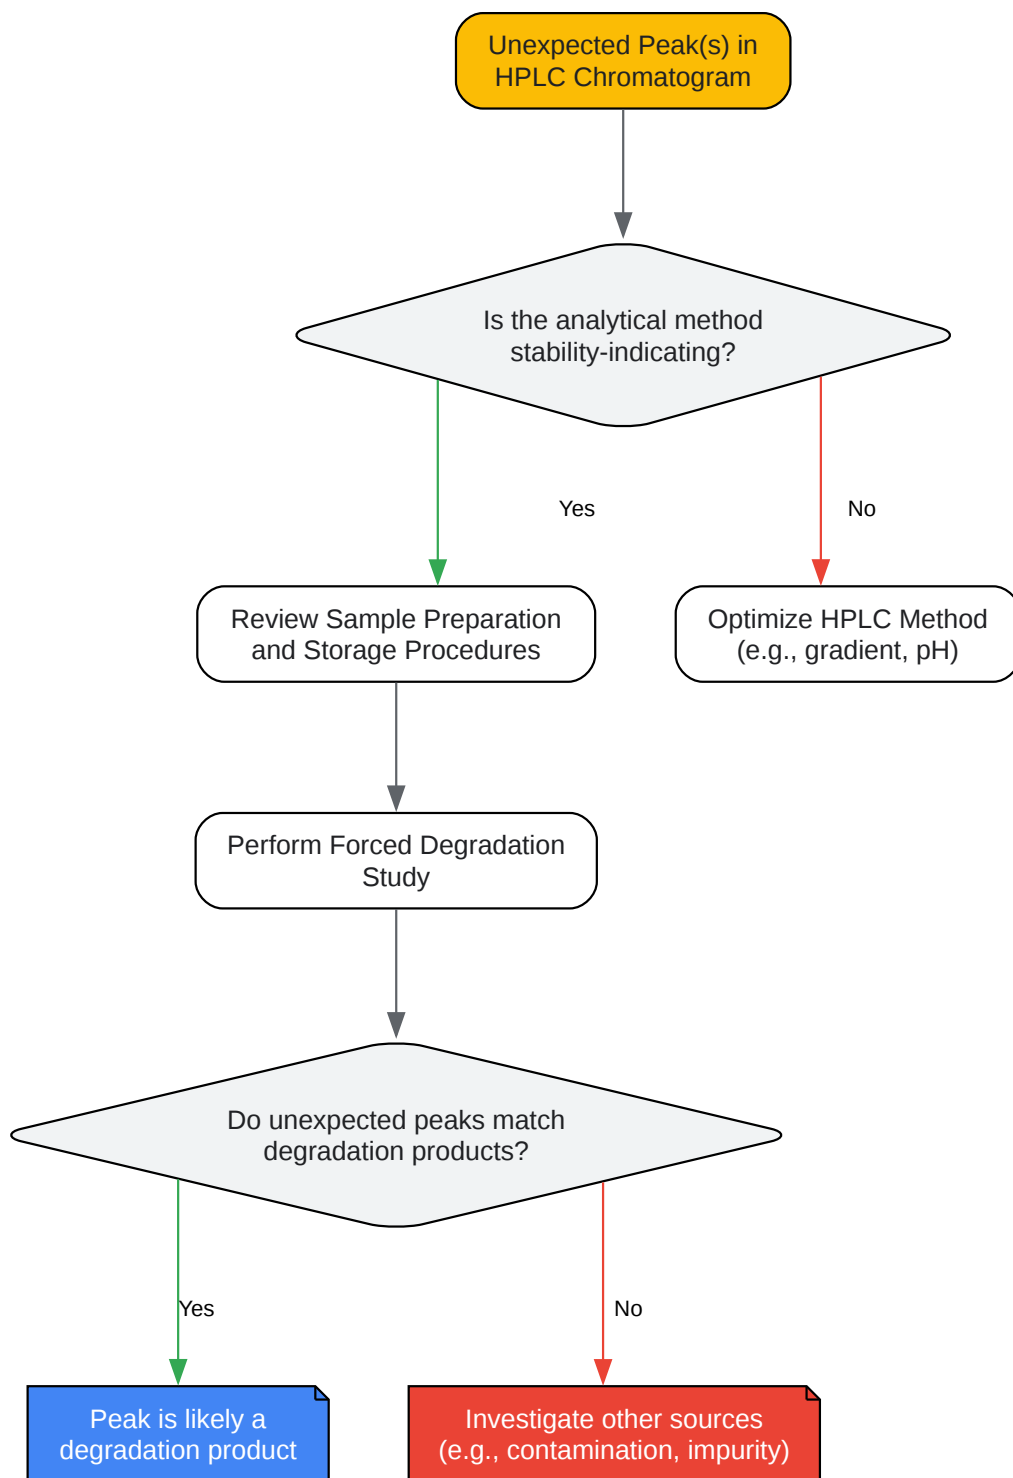 Unexpected Peak(s) in
HPLC Chromatogram
Is the analytical method
stability-indicating?
Yes
No
Review Sample Preparation
and Storage Procedures
Optimize HPLC Method
(e.g., gradient, pH)
Perform Forced Degradation
Study
Do unexpected peaks match
degradation products?
Yes
No
Peak is likely a
degradation product
Investigate other sources
(e.g., contamination, impurity)